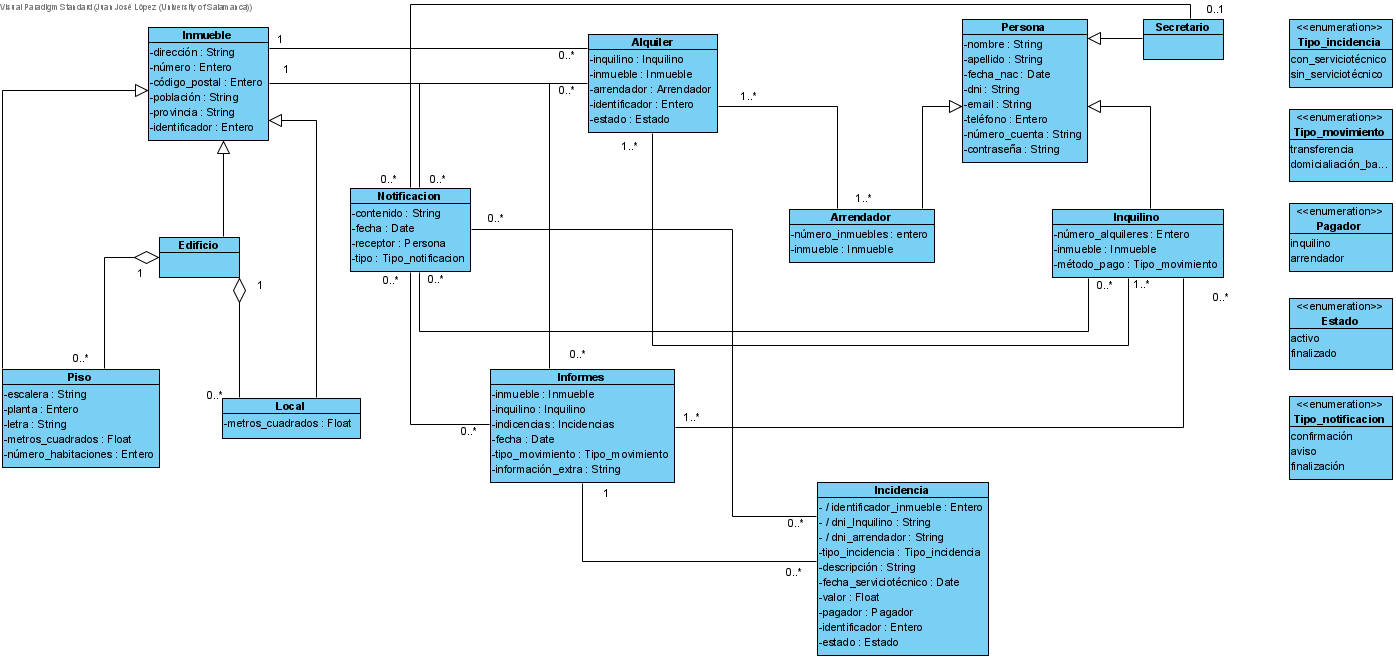 Visual Paradigm Standard(Juan José López (University of Salamanca))
Inmueble
-dirección : String
-número : Entero
-código_postal : Entero
-población : String
-provincia : String
-identificador : Entero
1
1
0..*
0..*
Alquiler
-inquilino : Inquilino
-inmueble : Inmueble
-arrendador : Arrendador
-identificador : Entero
-estado : Estado
1..*
1..*
Persona
-nombre : String
-apellido : String
-fecha_nac : Date
-dni : String
-email : String
-teléfono : Entero
-número_cuenta : String
-contraseña : String
0..1
Secretario
<<enumeration>>
Tipo_incidencia
con_serviciotécnico
sin_serviciotécnico
<<enumeration>>
Tipo_movimiento
transferencia
domicialiación_ba...
<<enumeration>>
Pagador
inquilino
arrendador
<<enumeration>>
Estado
activo
finalizado
<<enumeration>>
Tipo_notificacion
confirmación
aviso
finalización
0..*
0..*
Notificacion
-contenido : String
-fecha : Date
-receptor : Persona
-tipo : Tipo_notificacion
0..*
0..*
0..*
1..*
Arrendador
-número_inmuebles : entero
-inmueble : Inmueble
Inquilino
-número_alquileres : Entero
-inmueble : Inmueble
-método_pago : Tipo_movimiento
0..*
1..*
0..*
Edificio
1
1
0..*
0..*
Piso
-escalera : String
-planta : Entero
-letra : String
-metros_cuadrados : Float
-número_habitaciones : Entero
Local
-metros_cuadrados : Float
0..*
0..*
1..*
Informes
-inmueble : Inmueble
-inquilino : Inquilino
-indicencias : Incidencias
-fecha : Date
-tipo_movimiento : Tipo_movimiento
-información_extra : String
1
0..*
0..*
Incidencia
- / identificador_inmueble : Entero
- / dni_Inquilino : String
- / dni_arrendador : String
-tipo_incidencia : Tipo_incidencia
-descripción : String
-fecha_serviciotécnico : Date
-valor : Float
-pagador : Pagador
-identificador : Entero
-estado : Estado